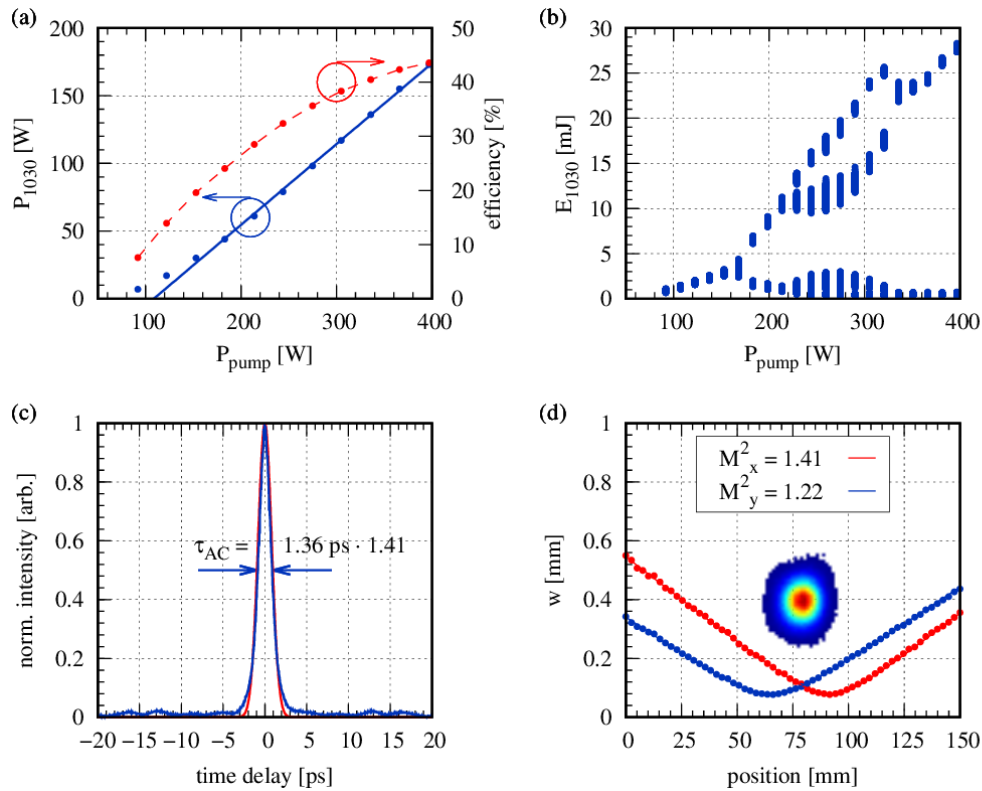 (a)
200
150
100
50
0
P1030 [W]
50
40
30
20
10
0
efficiency [%]
100 200 300 400
Ppump [W]
(b)
30
25
20
15
10
5
0
E1030 [mJ]
100 200 300 400
Ppump [W]
(c)
1
0.8
0.6
0.4
0.2
0
norm. intensity [arb.]
τAC = 1.36 ps · 1.41
−20 −15 −10 −5 0 5 10 15 20
time delay [ps]
(d)
1
0.8
0.6
0.4
0.2
0
w [mm]
M²x = 1.41
M²y = 1.22
0 25 50 75 100 125 150
position [mm]